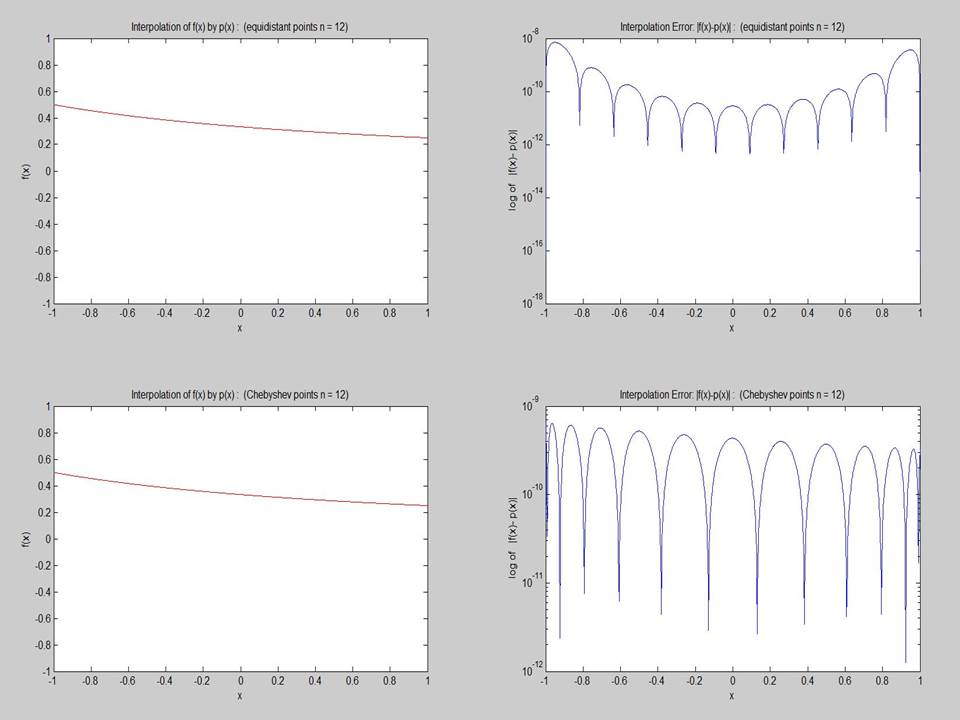 Interpolation of f(x) by p(x) : (equidistant points n = 12)
1
0.8
0.6
0.4
0.2
0
-0.2
-0.4
-0.6
-0.8
-1
f(x)
-1 -0.8 -0.6 -0.4 -0.2 0 0.2 0.4 0.6 0.8 1
x
Interpolation Error: |f(x)-p(x)| : (equidistant points n = 12)
10^-8
10^-10
10^-12
10^-14
10^-16
10^-18
log of |f(x)- p(x)|
-1 -0.8 -0.6 -0.4 -0.2 0 0.2 0.4 0.6 0.8 1
x
Interpolation of f(x) by p(x) : (Chebyshev points n = 12)
1
0.8
0.6
0.4
0.2
0
-0.2
-0.4
-0.6
-0.8
-1
f(x)
-1 -0.8 -0.6 -0.4 -0.2 0 0.2 0.4 0.6 0.8 1
x
Interpolation Error: |f(x)-p(x)| : (Chebyshev points n = 12)
10^-9
10^-10
10^-11
10^-12
log of |f(x)- p(x)|
-1 -0.8 -0.6 -0.4 -0.2 0 0.2 0.4 0.6 0.8 1
x